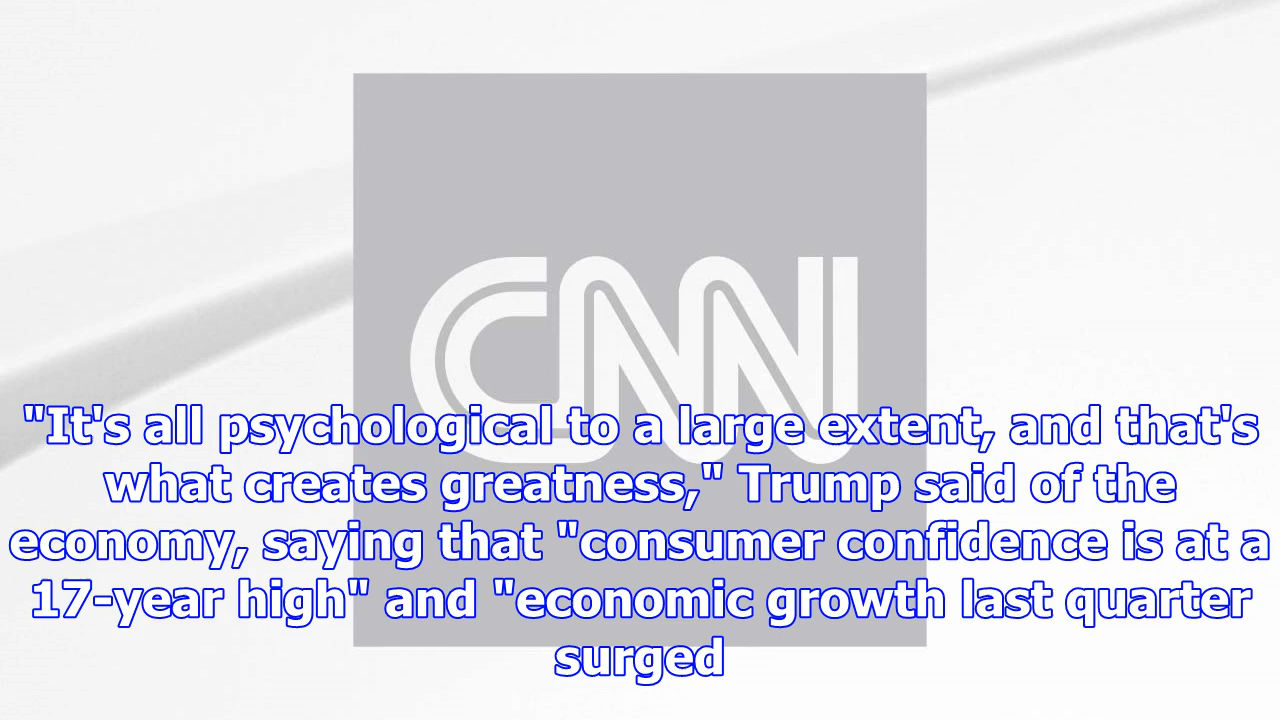 CNN
"It's all psychological to a large extent, and that's
what creates greatness," Trump said of the
economy, saying that "consumer confidence is at a
17-year high" and "economic growth last quarter
surged